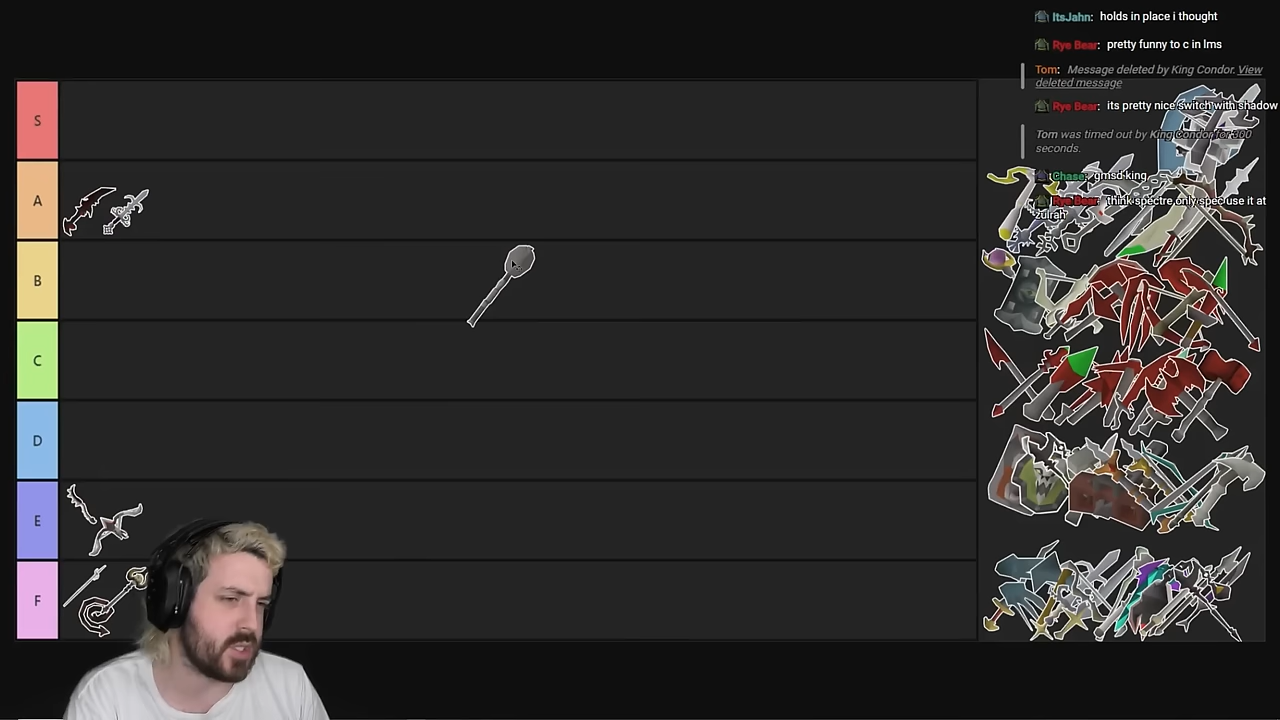 ItsJahn: holds in place i thought
Rye Bear: pretty funny to c in lms
Tom: Message deleted by King Condor. View
deleted message
Rye Bear: its pretty nice switch with shadow
Tom was timed out by King Condor for 300
seconds.
Chase: gmsd king
Rye Bear: think spectre only spec use it at
zulrah
S
A
B
C
D
E
F